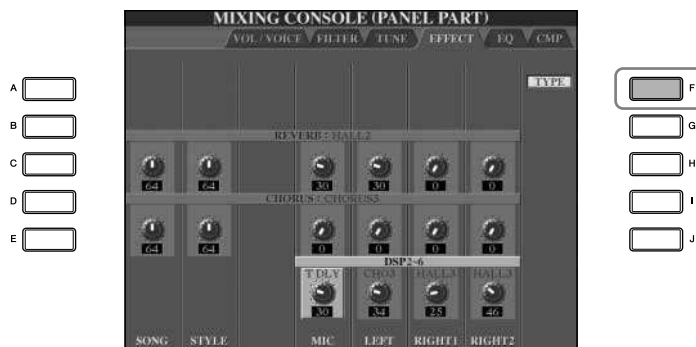 MIXING CONSOLE (PANEL PART)
VOL / VOICE FILTER TUNE EFFECT EQ CMP
TYPE
A
B
C
D
E
F
G
H
I
J
REVERB : HALL2
64 64 30 30 0 0
CHORUS : CHORUS3
64 64 0 0 0 0
DSP2~6
T DLY CHO3 HALL3 HALL3
30 34 25 46
SONG STYLE MIC LEFT RIGHT1 RIGHT2